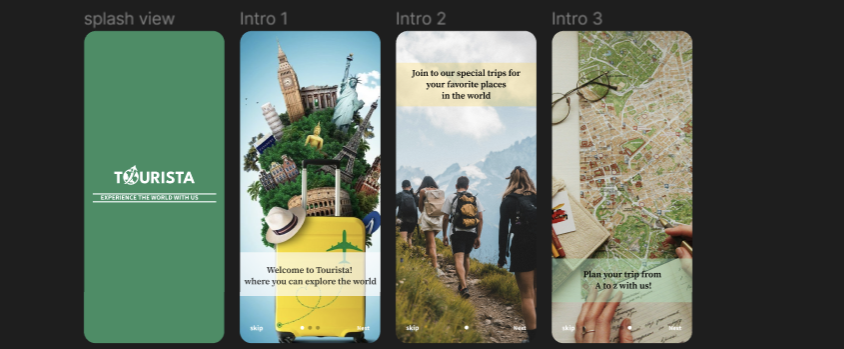 splash view
Intro 1
Intro 2
Intro 3
TOURISTA
EXPERIENCE THE WORLD WITH US
Welcome to Tourista!
where you can explore the world
skip
Next
Join to our special trips for
your favorite places
in the world
skip
Next
Plan your trip from
A to z with us!
skip
Next